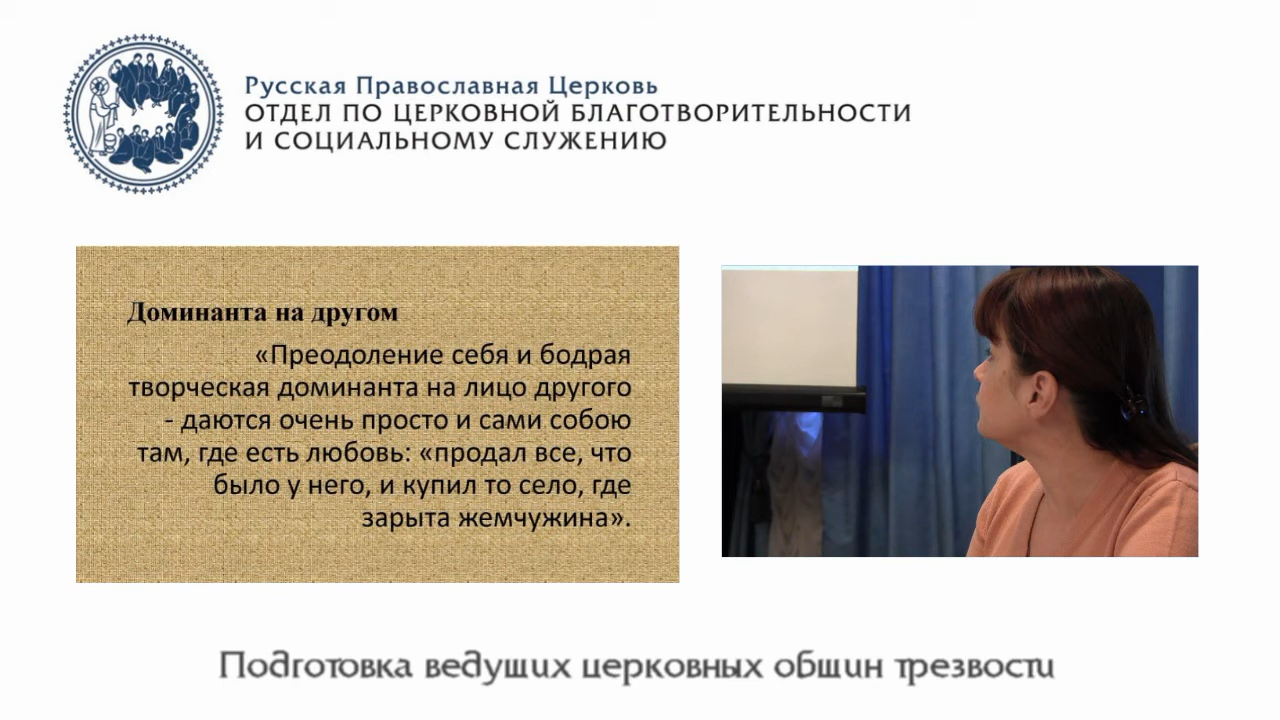 Русская Православная Церковь
ОТДЕЛ ПО ЦЕРКОВНОЙ БЛАГОТВОРИТЕЛЬНОСТИ
И СОЦИАЛЬНОМУ СЛУЖЕНИЮ
Доминанта на другом
«Преодоление себя и бодрая
творческая доминанта на лицо другого
- даются очень просто и сами собою
там, где есть любовь: «продал все, что
было у него, и купил то село, где
зарыта жемчужина».
Подготовка ведущих церковных общин трезвости